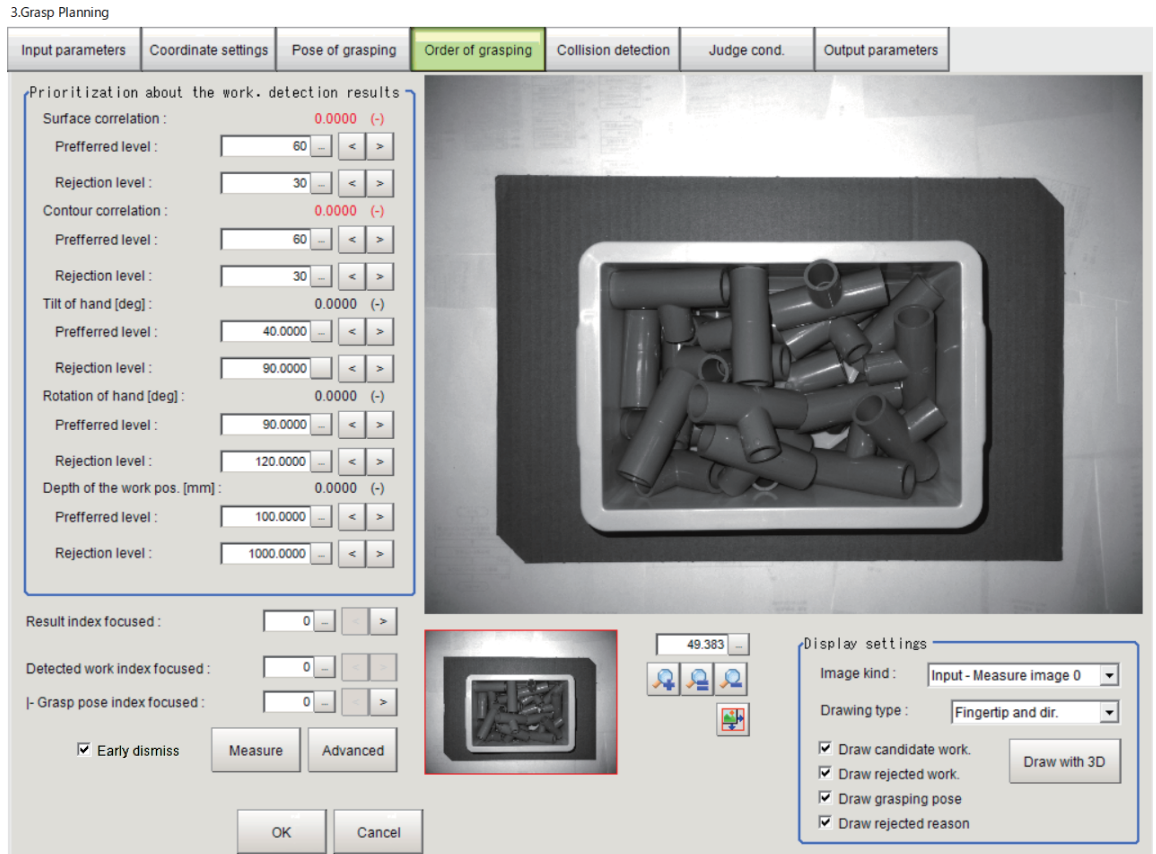 3.Grasp Planning
Input parameters Coordinate settings Pose of grasping Order of grasping Collision detection Judge cond. Output parameters
Prioritization about the work. detection results
Surface correlation : 0.0000 (-)
Prefferred level : 60 ... < >
Rejection level : 30 ... < >
Contour correlation : 0.0000 (-)
Prefferred level : 60 ... < >
Rejection level : 30 ... < >
Tilt of hand [deg] : 0.0000 (-)
Prefferred level : 40.0000 ... < >
Rejection level : 90.0000 < >
Rotation of hand [deg] : 0.0000 (-)
Prefferred level : 90.0000 ... < >
Rejection level : 120.0000 ... < >
Depth of the work pos. [mm] : 0.0000 (-)
Prefferred level : 100.0000 ... < >
Rejection level : 1000.0000 ... < >
Result index focused : 0 ... < >
Detected work index focused : 0 ... < >
|- Grasp pose index focused : 0 ... < >
Early dismiss Measure Advanced
OK Cancel
49.383 ...
Display settings
Image kind : Input - Measure image 0
Drawing type : Fingertip and dir.
Draw candidate work.
Draw rejected work.
Draw grasping pose
Draw rejected reason
Draw with 3D